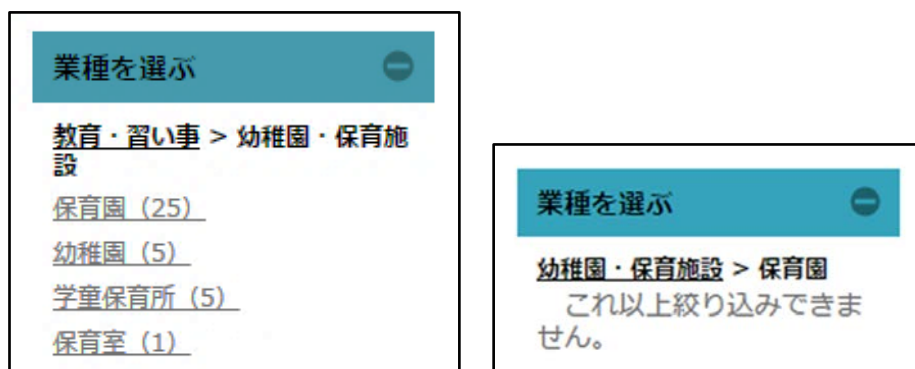 業種を選ぶ
教育・習い事 > 幼稚園・保育施
設
保育園（25）
幼稚園（5）
学童保育所（5）
保育室（1）
業種を選ぶ
幼稚園・保育施設 > 保育園
これ以上絞り込みできま
せん。